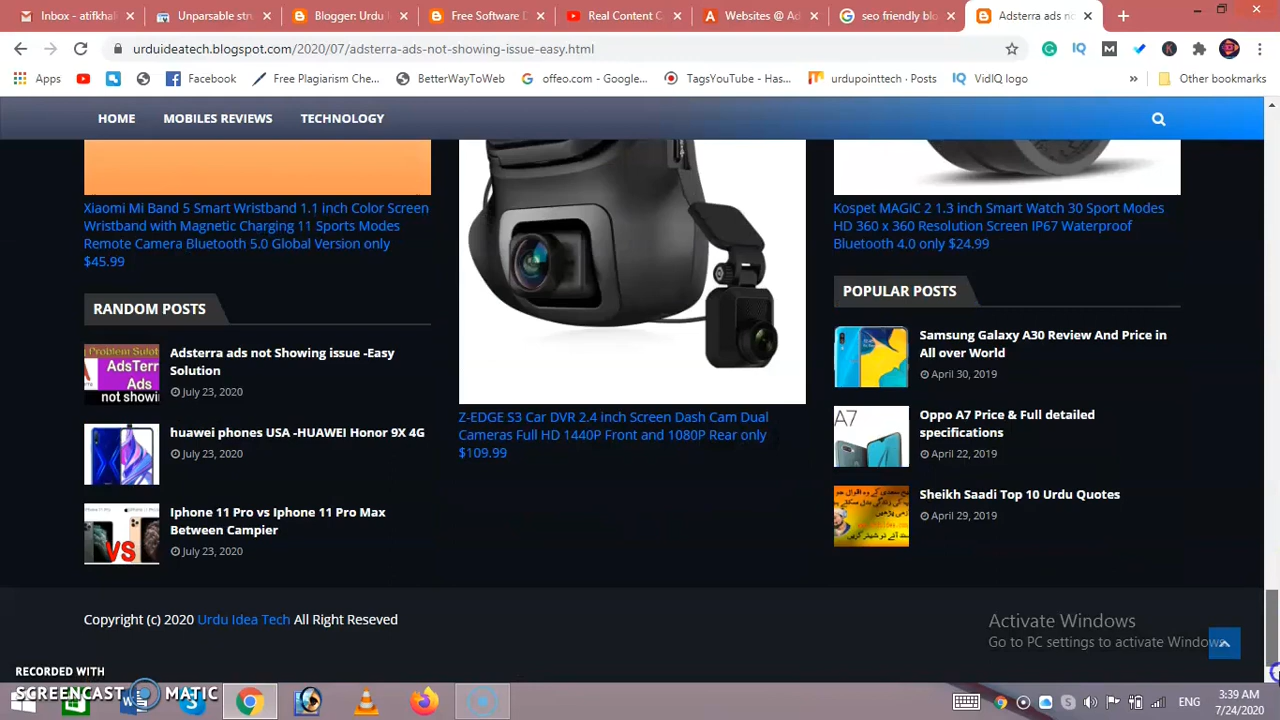 Inbox - atifkhali
Unparsable str
Blogger: Urdu I
Free Software D
Real Content C
Websites @ Ad
seo friendly blo
Adsterra ads no
urduideatech.blogspot.com/2020/07/adsterra-ads-not-showing-issue-easy.html
Apps
Facebook
Free Plagiarism Che...
BetterWayToWeb
offeo.com - Google...
TagsYouTube - Has...
urdupointtech · Posts
VidIQ logo
»
Other bookmarks
HOME
MOBILES REVIEWS
TECHNOLOGY
Xiaomi Mi Band 5 Smart Wristband 1.1 inch Color Screen
Wristband with Magnetic Charging 11 Sports Modes
Remote Camera Bluetooth 5.0 Global Version only
$45.99
RANDOM POSTS
AdsTerra
Ads
not showi
Adsterra ads not Showing issue -Easy
Solution
July 23, 2020
huawei phones USA -HUAWEI Honor 9X 4G
July 23, 2020
VS
Iphone 11 Pro vs Iphone 11 Pro Max
Between Campier
July 23, 2020
Z-EDGE S3 Car DVR 2.4 inch Screen Dash Cam Dual
Cameras Full HD 1440P Front and 1080P Rear only
$109.99
Kospet MAGIC 2 1.3 inch Smart Watch 30 Sport Modes
HD 360 x 360 Resolution Screen IP67 Waterproof
Bluetooth 4.0 only $24.99
POPULAR POSTS
Samsung Galaxy A30 Review And Price in
All over World
April 30, 2019
A7
Oppo A7 Price & Full detailed
specifications
April 22, 2019
Sheikh Saadi Top 10 Urdu Quotes
April 29, 2019
Copyright (c) 2020 Urdu Idea Tech All Right Reseved
Activate Windows
Go to PC settings to activate Windows.
RECORDED WITH
SCREENCAST MATIC
ENG
3:39 AM
7/24/2020